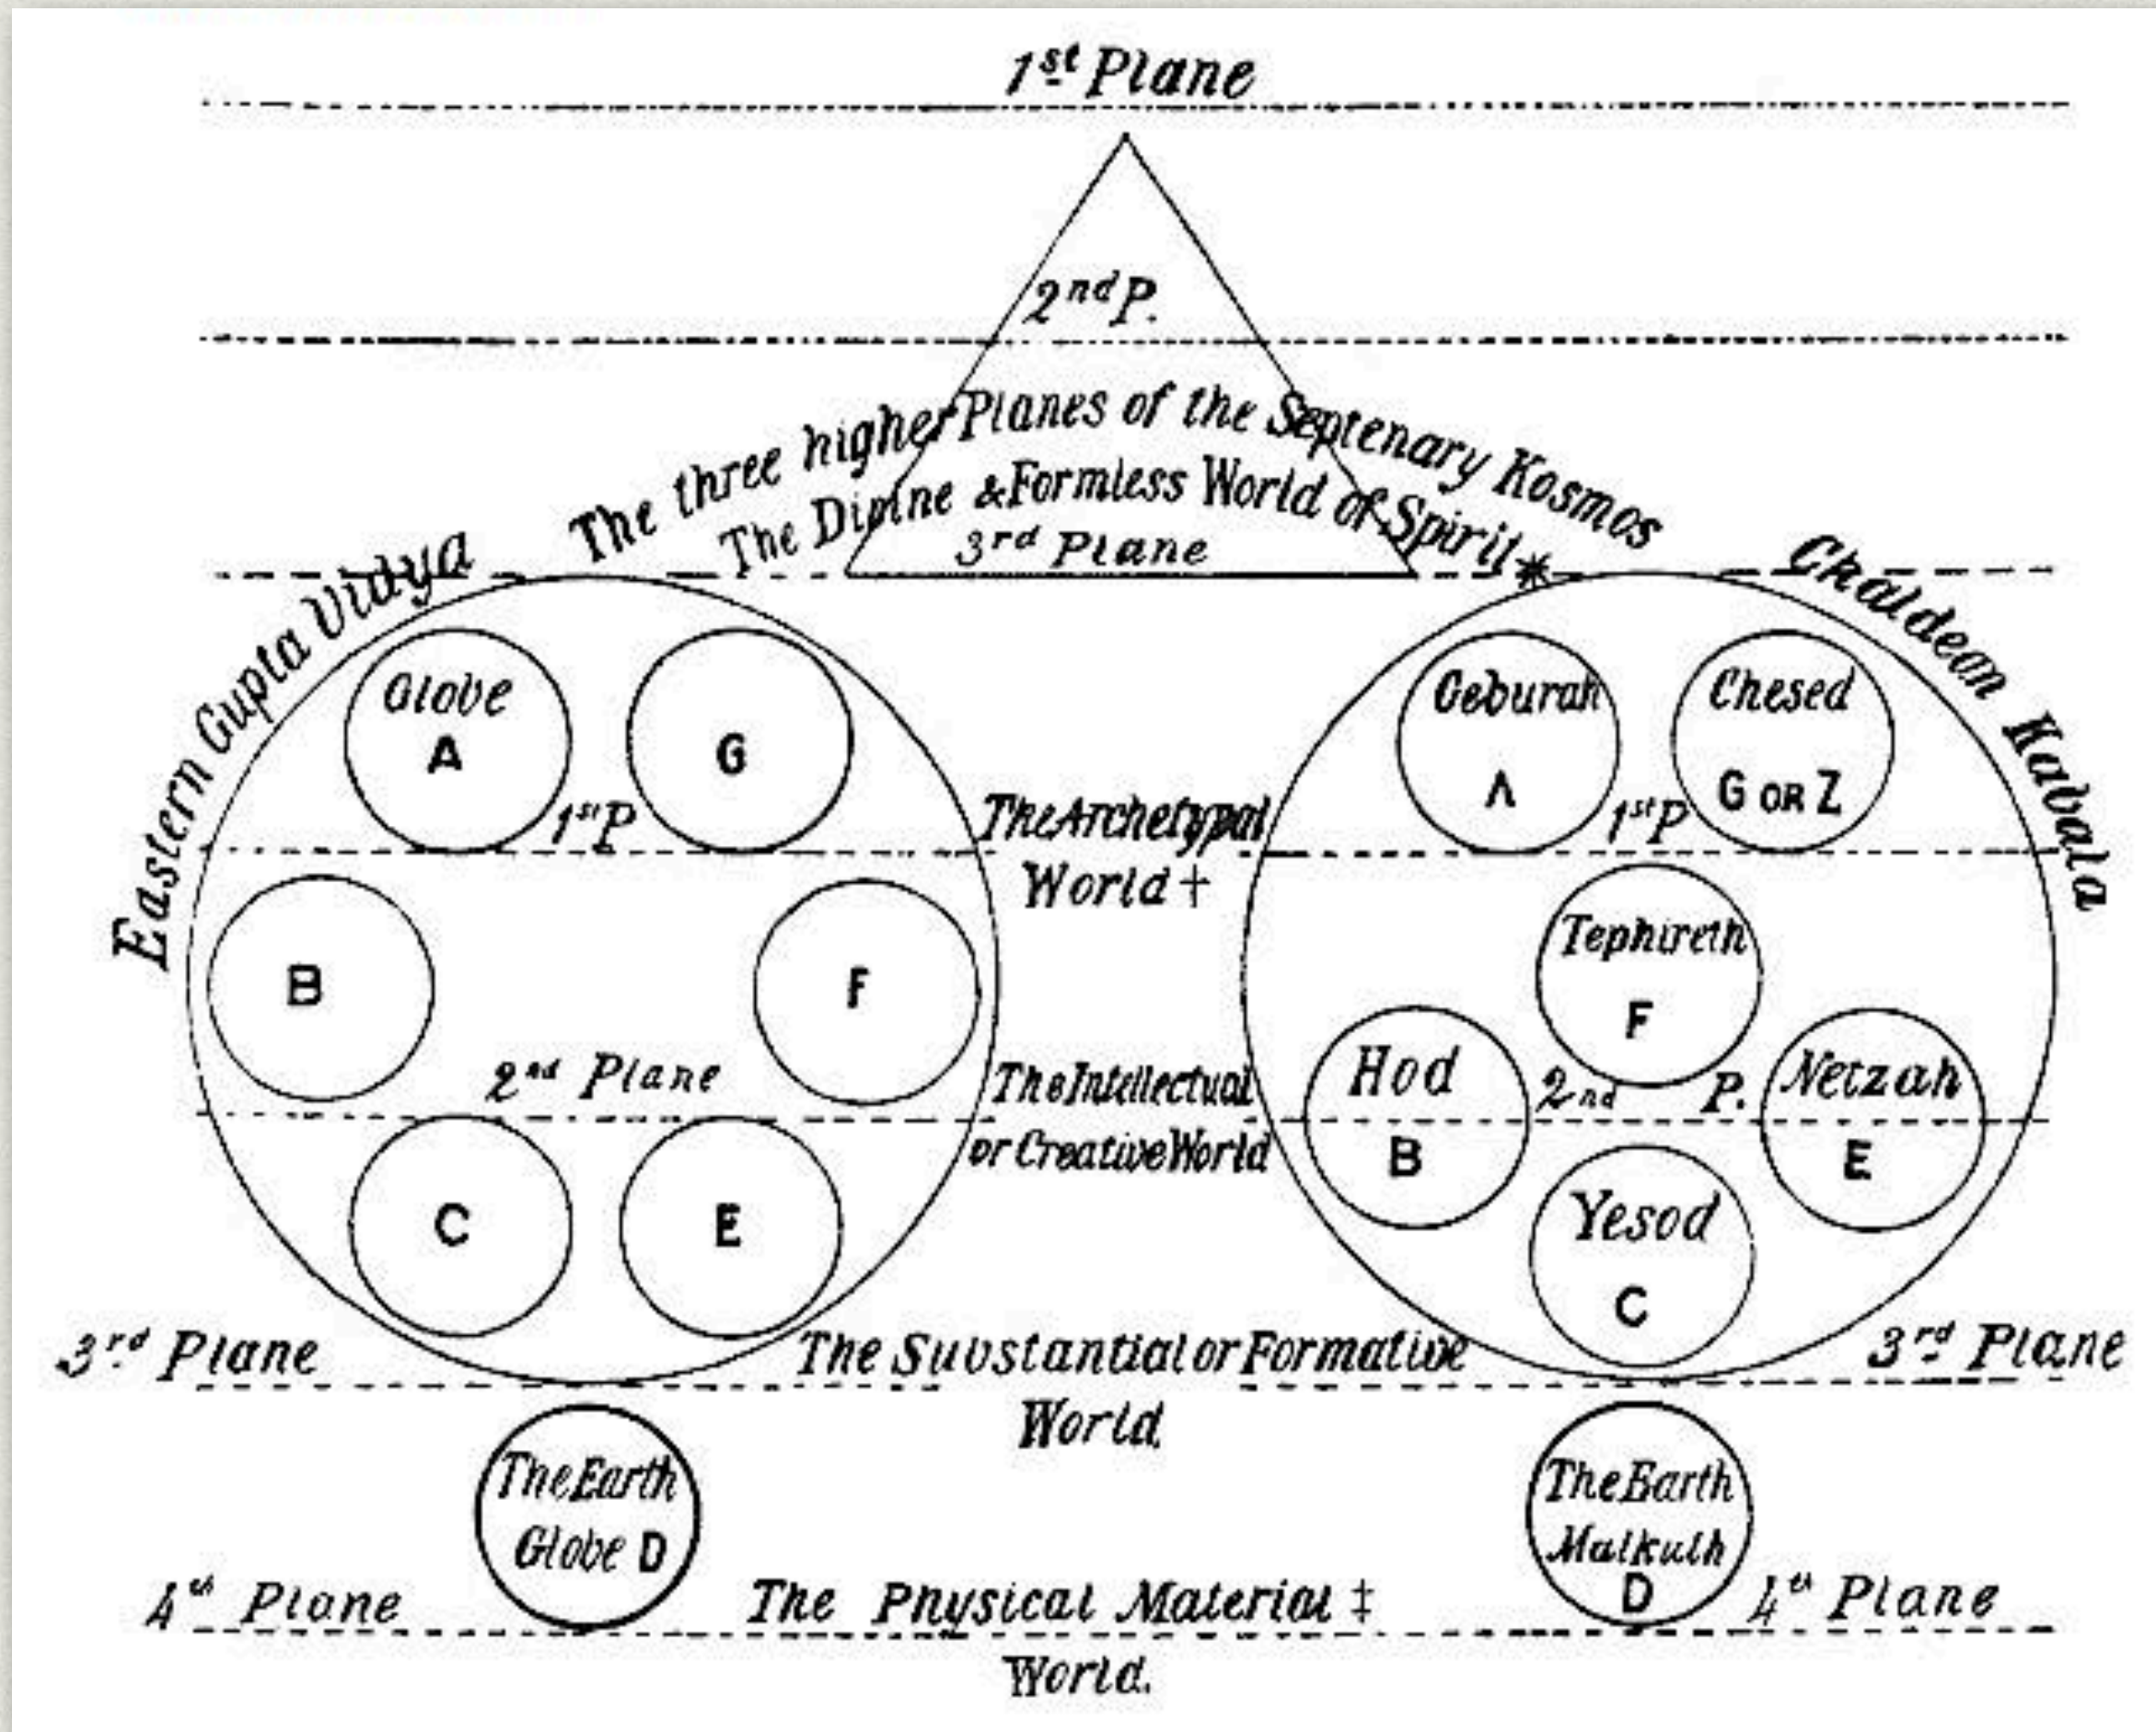 1st Plane
2nd P.
The three higher Planes of the Septenary Kosmos
The Divine & Formless World of Spirit *
3rd Plane
Eastern Gupta Vidya
Chaldean Kabala
Globe
A
G
1st P
Geburah
A
Chesed
G OR Z
1st P
The Archetypal
World †
B
F
2nd Plane
Tephireth
F
Hod
B
2nd P.
Netzah
E
The Intellectual
or Creative World
C
E
Yesod
C
3rd Plane
The Substantial or Formative
World.
3rd Plane
The Earth
Globe D
The Earth
Malkuth
D
4th Plane
The Physical Material ‡
World.
4th Plane